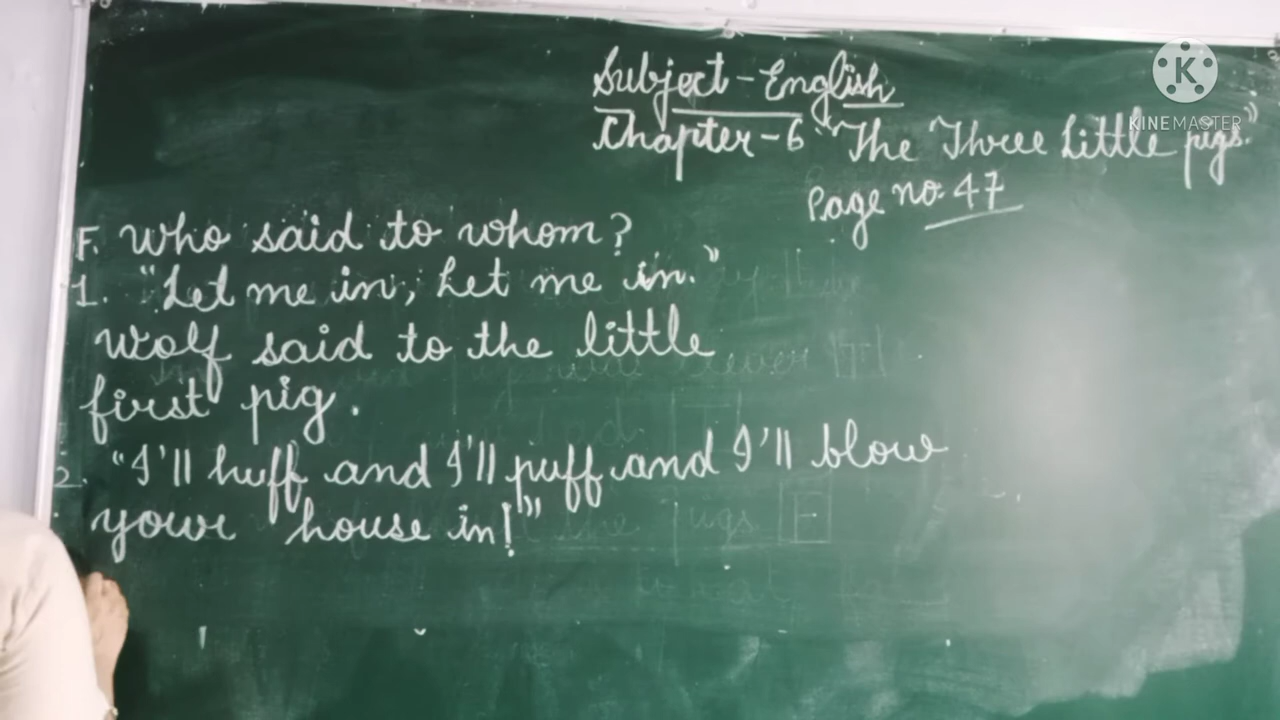 Subject - English
Chapter - 6 "The Three Little pigs."
Page no. 47
F. Who said to whom?
1. "Let me in, Let me in."
Wolf said to the little
first pig.
2. "I'll huff and I'll puff and I'll blow
your house in!"
K
KINEMASTER